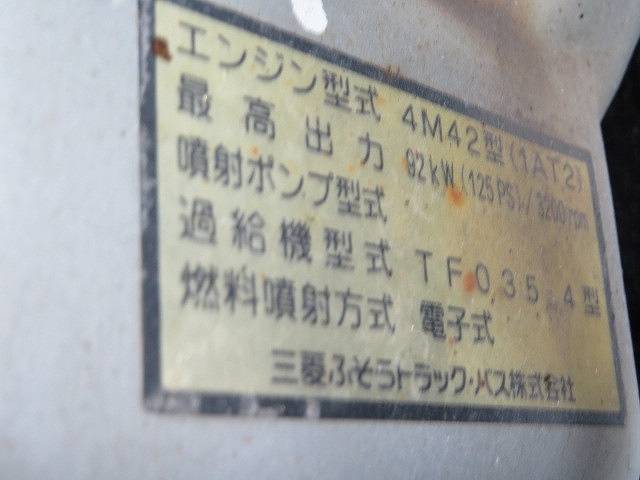 エンジン型式 4M42型(1AT2)
最高出力 92kW(125PS)/3200rpm
噴射ポンプ型式
過給機型式 TF035-4型
燃料噴射方式 電子式
三菱ふそうトラック・バス株式会社